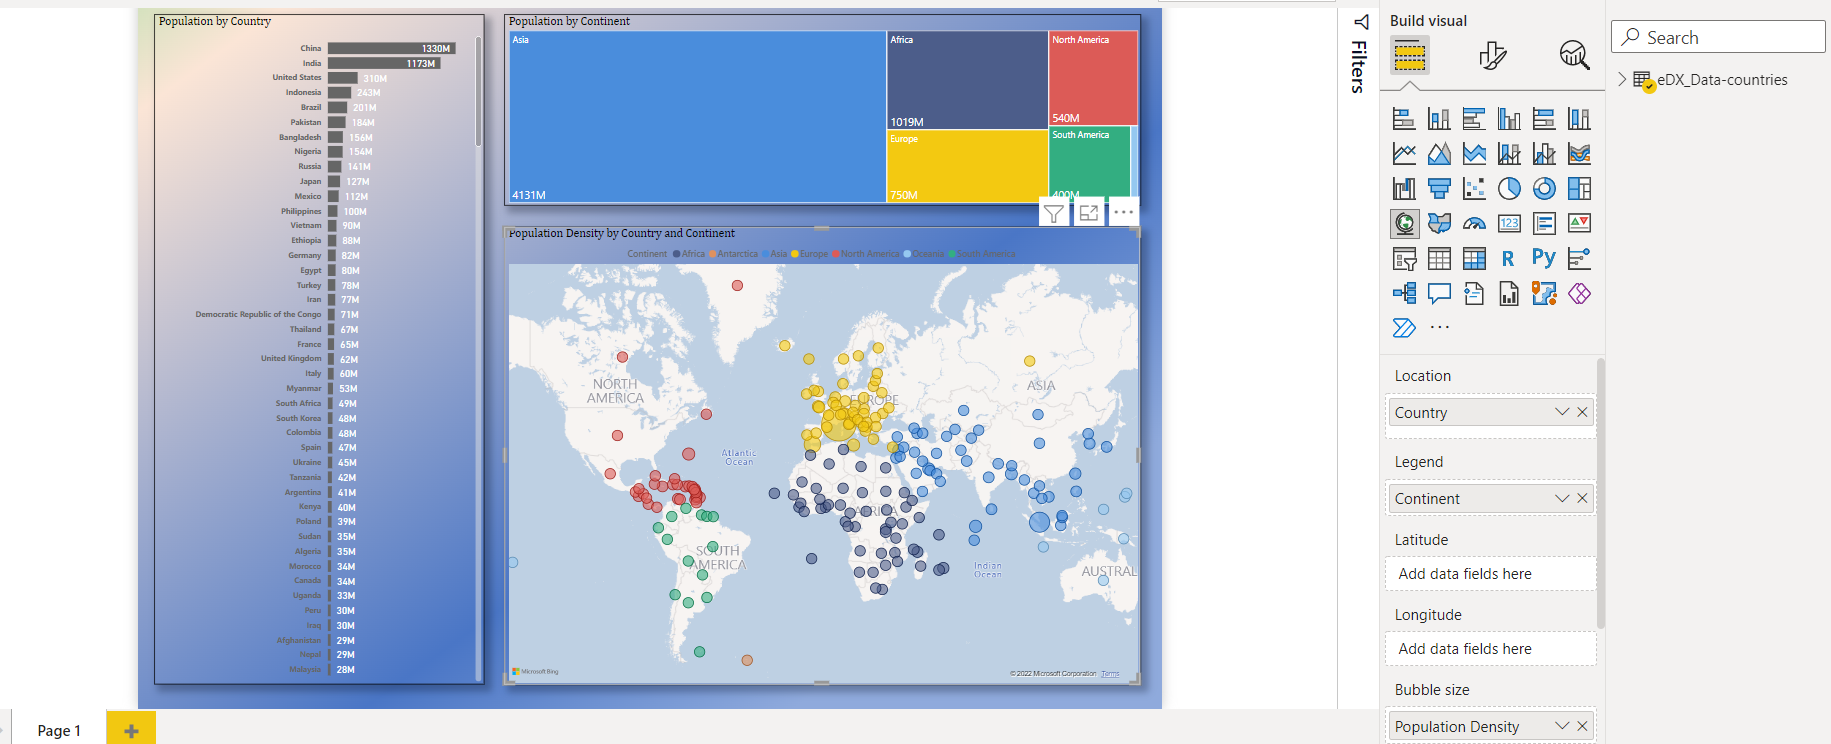 Population by Country
China 1330M
India 1173M
United States 310M
Indonesia 243M
Brazil 201M
Pakistan 184M
Bangladesh 156M
Nigeria 154M
Russia 141M
Japan 127M
Mexico 112M
Philippines 100M
Vietnam 90M
Ethiopia 88M
Germany 82M
Egypt 80M
Turkey 78M
Iran 77M
Democratic Republic of the Congo 71M
Thailand 67M
France 65M
United Kingdom 62M
Italy 60M
Myanmar 53M
South Africa 49M
South Korea 48M
Colombia 48M
Spain 47M
Ukraine 45M
Tanzania 42M
Argentina 41M
Kenya 40M
Poland 39M
Sudan 35M
Algeria 35M
Morocco 34M
Canada 34M
Uganda 33M
Peru 30M
Iraq 30M
Afghanistan 29M
Nepal 29M
Malaysia 28M
Population by Continent
Asia
4131M
Africa
1019M
Europe
750M
North America
540M
South America
400M
Population Density by Country and Continent
Continent Africa Antarctica Asia Europe North America Oceania South America
NORTH
AMERICA
EUROPE
ASIA
Atlantic
Ocean
AFRICA
SOUTH
AMERICA
Indian
Ocean
AUSTRAL
Microsoft Bing
© 2022 Microsoft Corporation Terms
Filters
Build visual
123
R
Py
Location
Country
Legend
Continent
Latitude
Add data fields here
Longitude
Add data fields here
Bubble size
Population Density
Search
eDX_Data-countries
Page 1